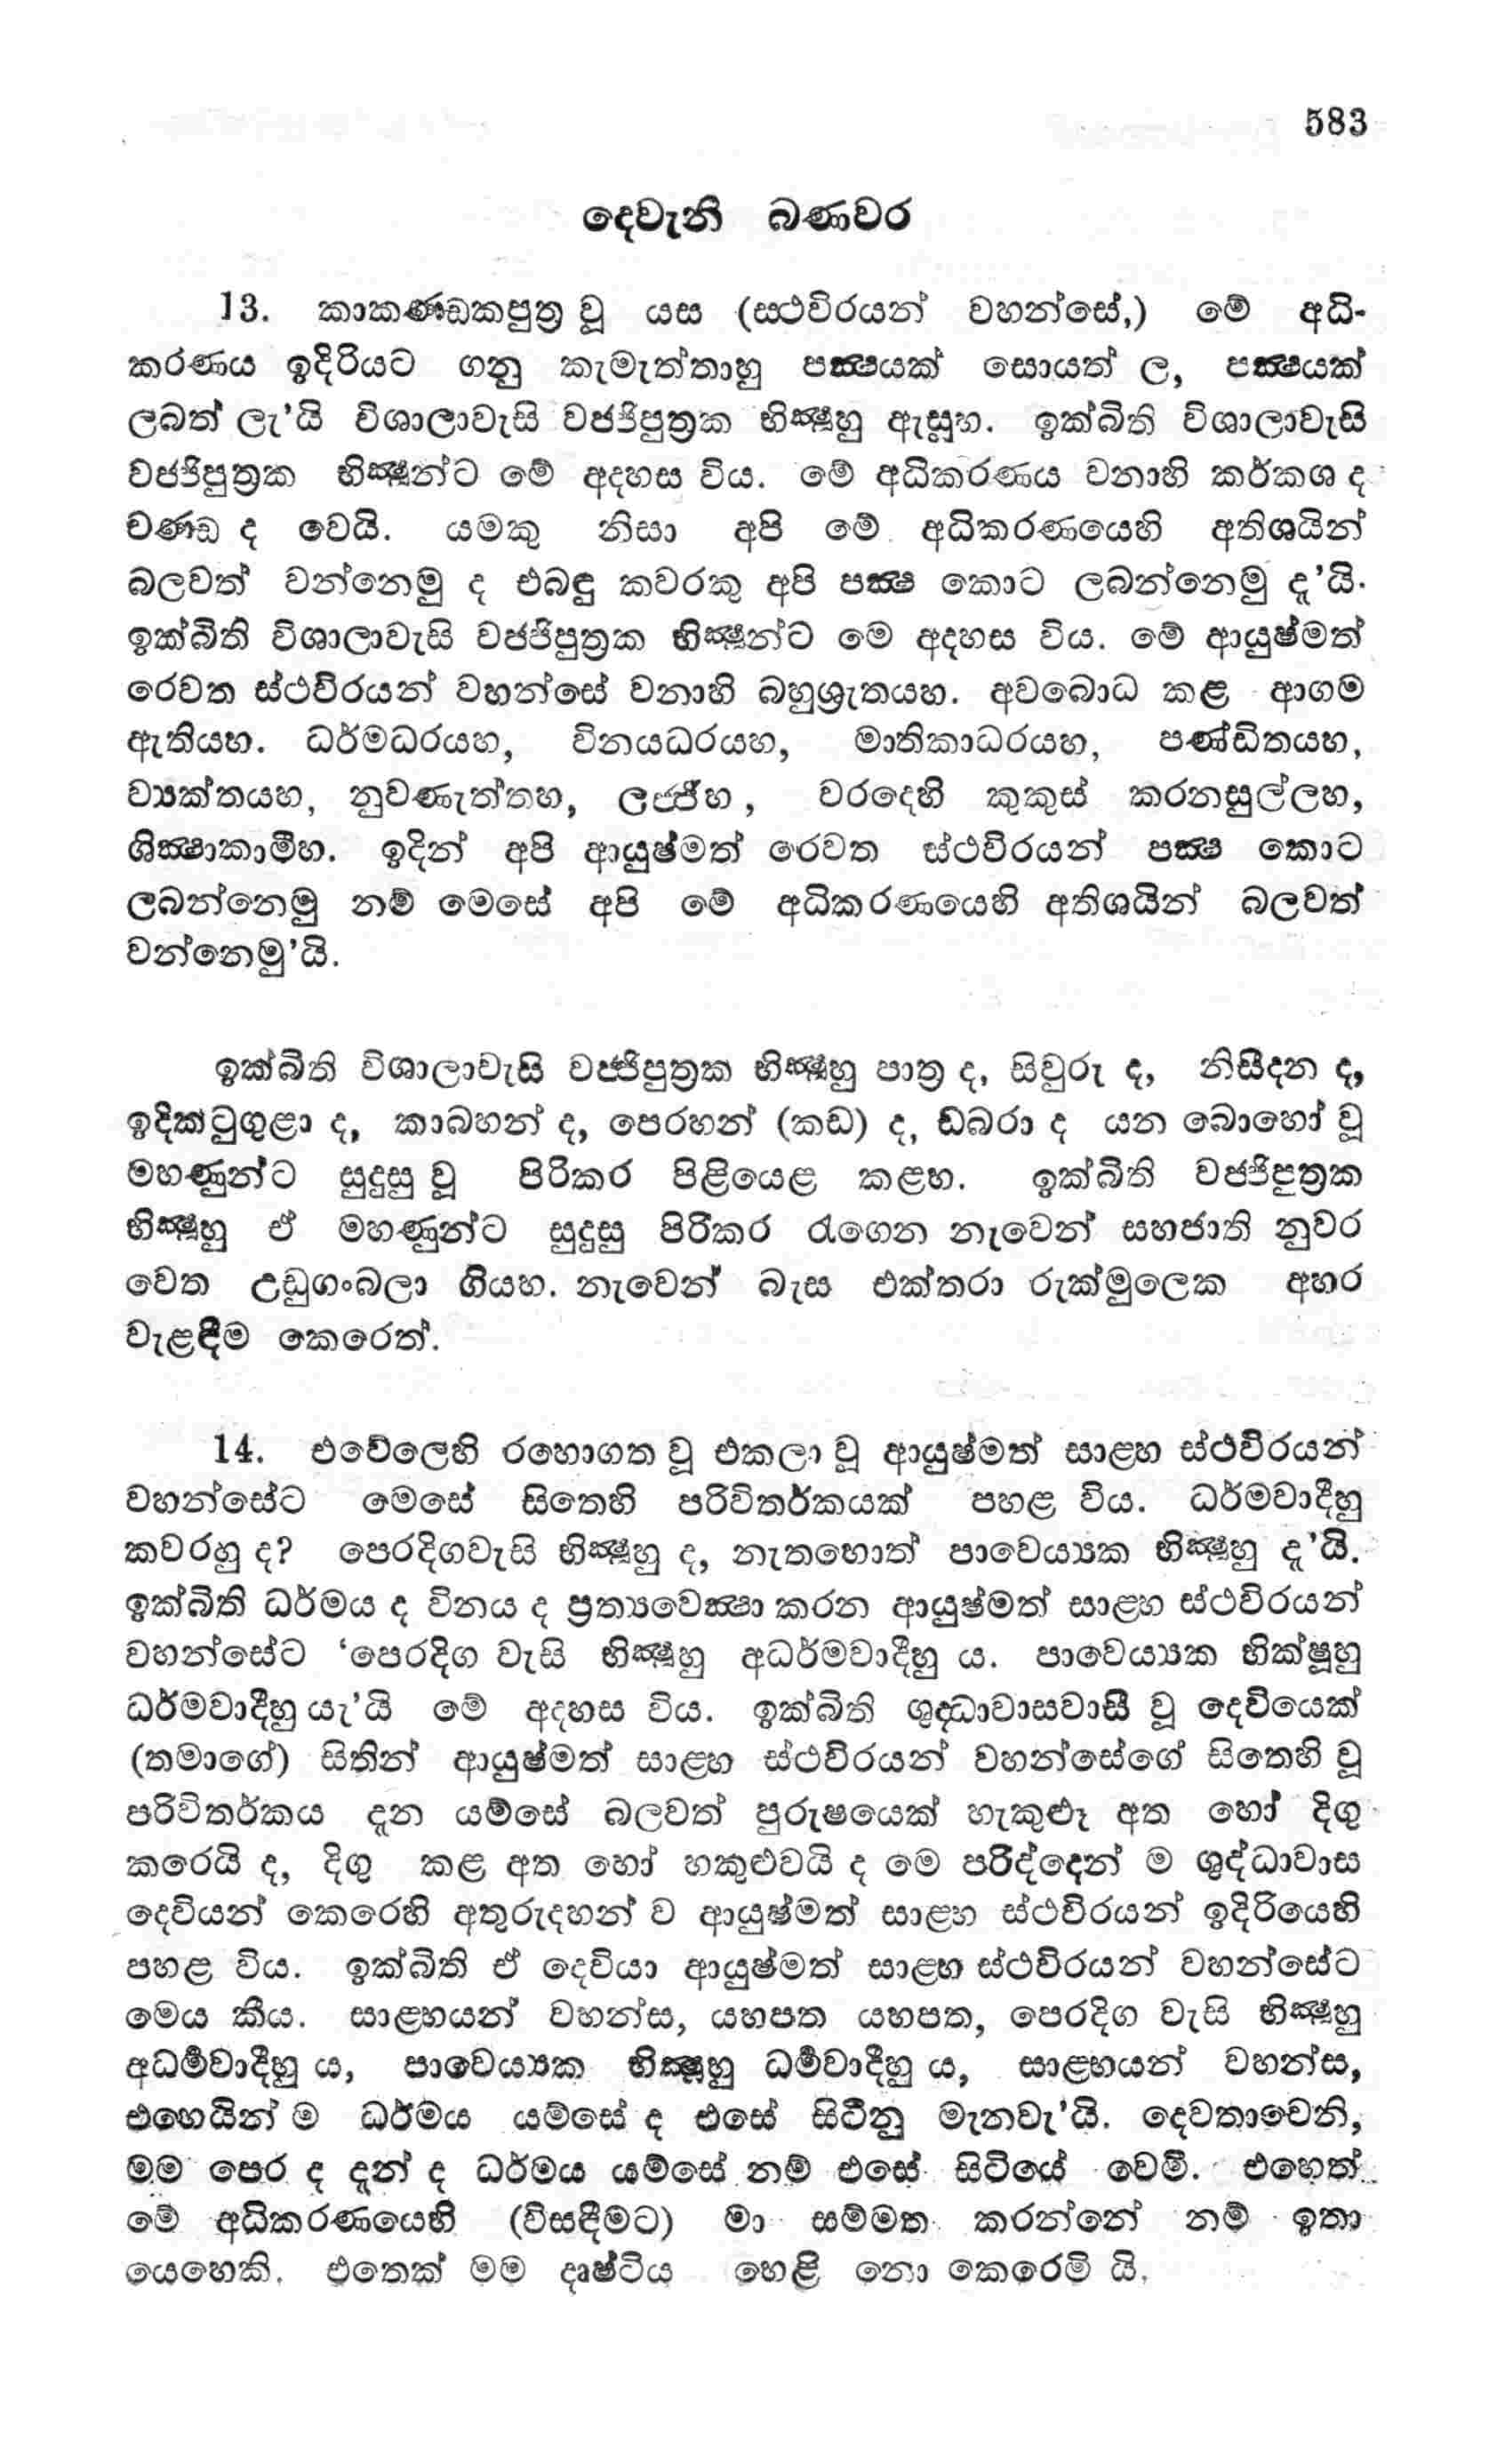 583
දෙවැනි බණවර
13. කාකණ්ඩකපුත්‍ර වූ යස (ස්ථවිරයන් වහන්සේ,) මේ අධි-
කරණය ඉදිරියට ගනු කැමැත්තාහු පක්‍ෂයක් සොයත් ල, පක්‍ෂයක්
ලබත් ලැ’යි විශාලාවැසි වජ්ජිපුත්‍රක භික්‍ෂූහු ඇසූහ. ඉක්බිති විශාලාවැසි
වජ්ජිපුත්‍රක භික්‍ෂූන්ට මේ අදහස විය. මේ අධිකරණය වනාහි කර්කශ ද
චණ්ඩ ද වෙයි. යමකු නිසා අපි මේ අධිකරණයෙහි අතිශයින්
බලවත් වන්නෙමු ද එබඳු කවරකු අපි පක්‍ෂ කොට ලබන්නෙමු දැ’යි.
ඉක්බිති විශාලාවැසි වජ්ජිපුත්‍රක භික්‍ෂූන්ට මෙ අදහස විය. මේ ආයුෂ්මත්
රෙවත ස්ථවිරයන් වහන්සේ වනාහි බහුශ්‍රැතයහ. අවබොධ කළ ආගම
ඇතියහ. ධර්මධරයහ, විනයධරයහ, මාතිකාධරයහ, පණ්ඩිතයහ,
ව්‍යක්තයහ, නුවණැත්තහ, ලජ්ජීහ, වරදෙහි කුකුස් කරනසුල්ලහ,
ශික්‍ෂාකාමීහ. ඉදින් අපි ආයුෂ්මත් රෙවත ස්ථවිරයන් පක්‍ෂ කොට
ලබන්නෙමු නම් මෙසේ අපි මේ අධිකරණයෙහි අතිශයින් බලවත්
වන්නෙමු’යි.
ඉක්බිති විශාලාවැසි වජ්ජිපුත්‍රක භික්‍ෂූහු පාත්‍ර ද, සිවුරු ද, නිසීදන ද,
ඉදිකටුගුළා ද, කාබහන් ද, පෙරහන් (කඩ) ද, ඩබරා ද යන බොහෝ වූ
මහණුන්ට සුදුසු වූ පිරිකර පිළියෙළ කළහ. ඉක්බිති වජ්ජිපුත්‍රක
භික්‍ෂූහු ඒ මහණුන්ට සුදුසු පිරිකර රැගෙන නැවෙන් සහජාති නුවර
වෙත උඩුගංබලා ගියහ. නැවෙන් බැස එක්තරා රුක්මුලෙක අහර
වැළඳීම කෙරෙත්.
14. එවේලෙහි රහොගත වූ එකලා වූ ආයුෂ්මත් සාළහ ස්ථවිරයන්
වහන්සේට මෙසේ සිතෙහි පරිවිතර්කයක් පහළ විය. ධර්මවාදීහු
කවරහු ද? පෙරදිගවැසි භික්‍ෂූහු ද, නැතහොත් පාවෙය්‍යක භික්‍ෂූහු දැ’යි.
ඉක්බිති ධර්මය ද විනය ද ප්‍රත්‍යවෙක්‍ෂා කරන ආයුෂ්මත් සාළහ ස්ථවිරයන්
වහන්සේට ‘පෙරදිග වැසි භික්‍ෂූහු අධර්මවාදීහු ය. පාවෙය්‍යක භික්ෂූහු
ධර්මවාදීහු යැ’යි මේ අදහස විය. ඉක්බිති ශුද්ධාවාසවාසී වූ දෙවියෙක්
(තමාගේ) සිතින් ආයුෂ්මත් සාළහ ස්ථවිරයන් වහන්සේගේ සිතෙහි වූ
පරිවිතර්කය දැන යම්සේ බලවත් පුරුෂයෙක් හැකුළූ අත හෝ දිගු
කරෙයි ද, දිගු කළ අත හෝ හකුළුවයි ද මෙ පරිද්දෙන් ම ශුද්ධාවාස
දෙවියන් කෙරෙහි අතුරුදහන් ව ආයුෂ්මත් සාළහ ස්ථවිරයන් ඉදිරියෙහි
පහළ විය. ඉක්බිති ඒ දෙවියා ආයුෂ්මත් සාළහ ස්ථවිරයන් වහන්සේට
මෙය කීය. සාළහයන් වහන්ස, යහපත යහපත, පෙරදිග වැසි භික්‍ෂූහු
අධර්මවාදීහු ය, පාවෙය්‍යක භික්‍ෂූහු ධර්මවාදීහු ය, සාළහයන් වහන්ස,
එහෙයින් ම ධර්මය යම්සේ ද එසේ සිටිනු මැනවැ’යි. දෙවතාවෙනි,
මම පෙර ද දැන් ද ධර්මය යම්සේ නම් එසේ සිටියේ වෙමි. එහෙත්
මේ අධිකරණයෙහි (විසඳීමට) මා සම්මත කරන්නේ නම් ඉතා
යෙහෙකි. එතෙක් මම දෘෂ්ටිය හෙළි නො කෙරෙමි යි.